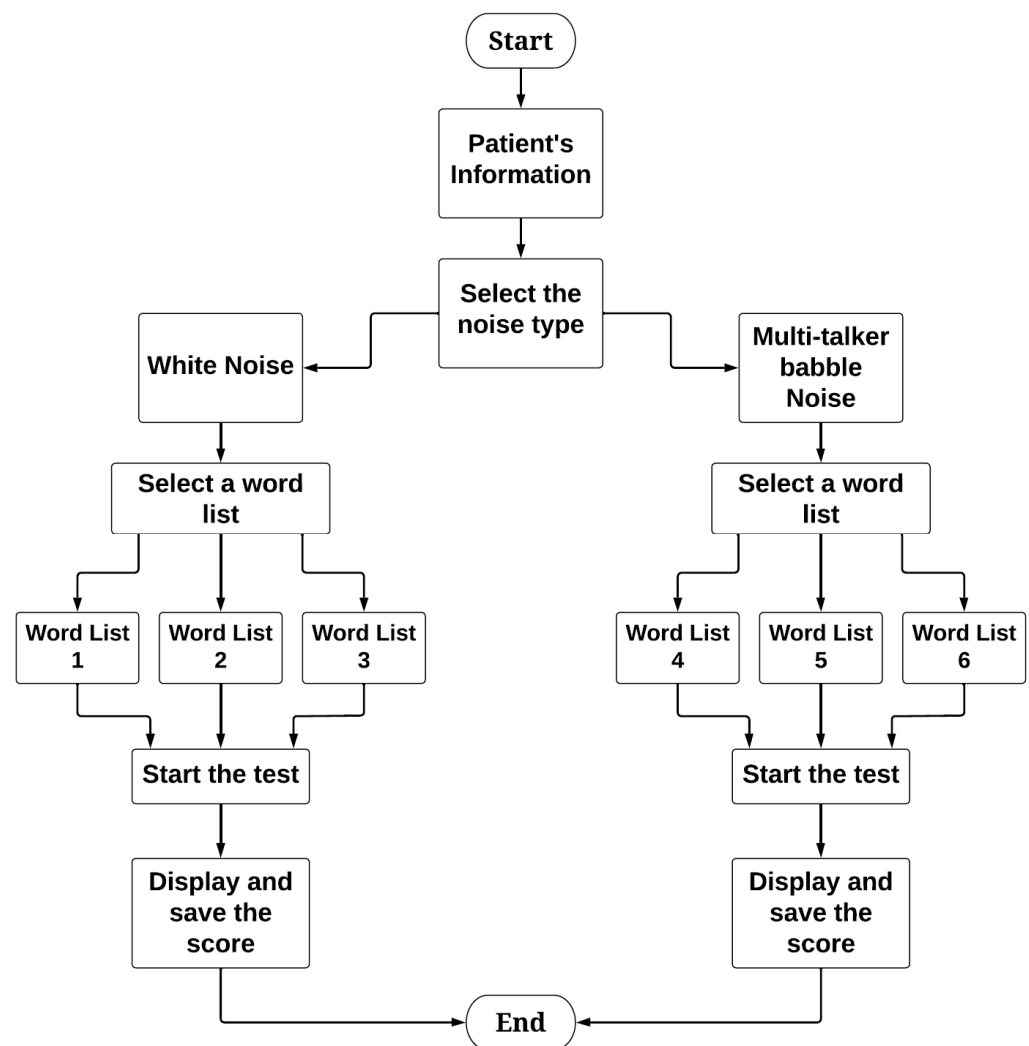 Start
Patient's
Information
Select the
noise type
White Noise
Multi-talker
babble
Noise
Select a word
list
Select a word
list
Word List
1
Word List
2
Word List
3
Word List
4
Word List
5
Word List
6
Start the test
Start the test
Display and
save the
score
Display and
save the
score
End